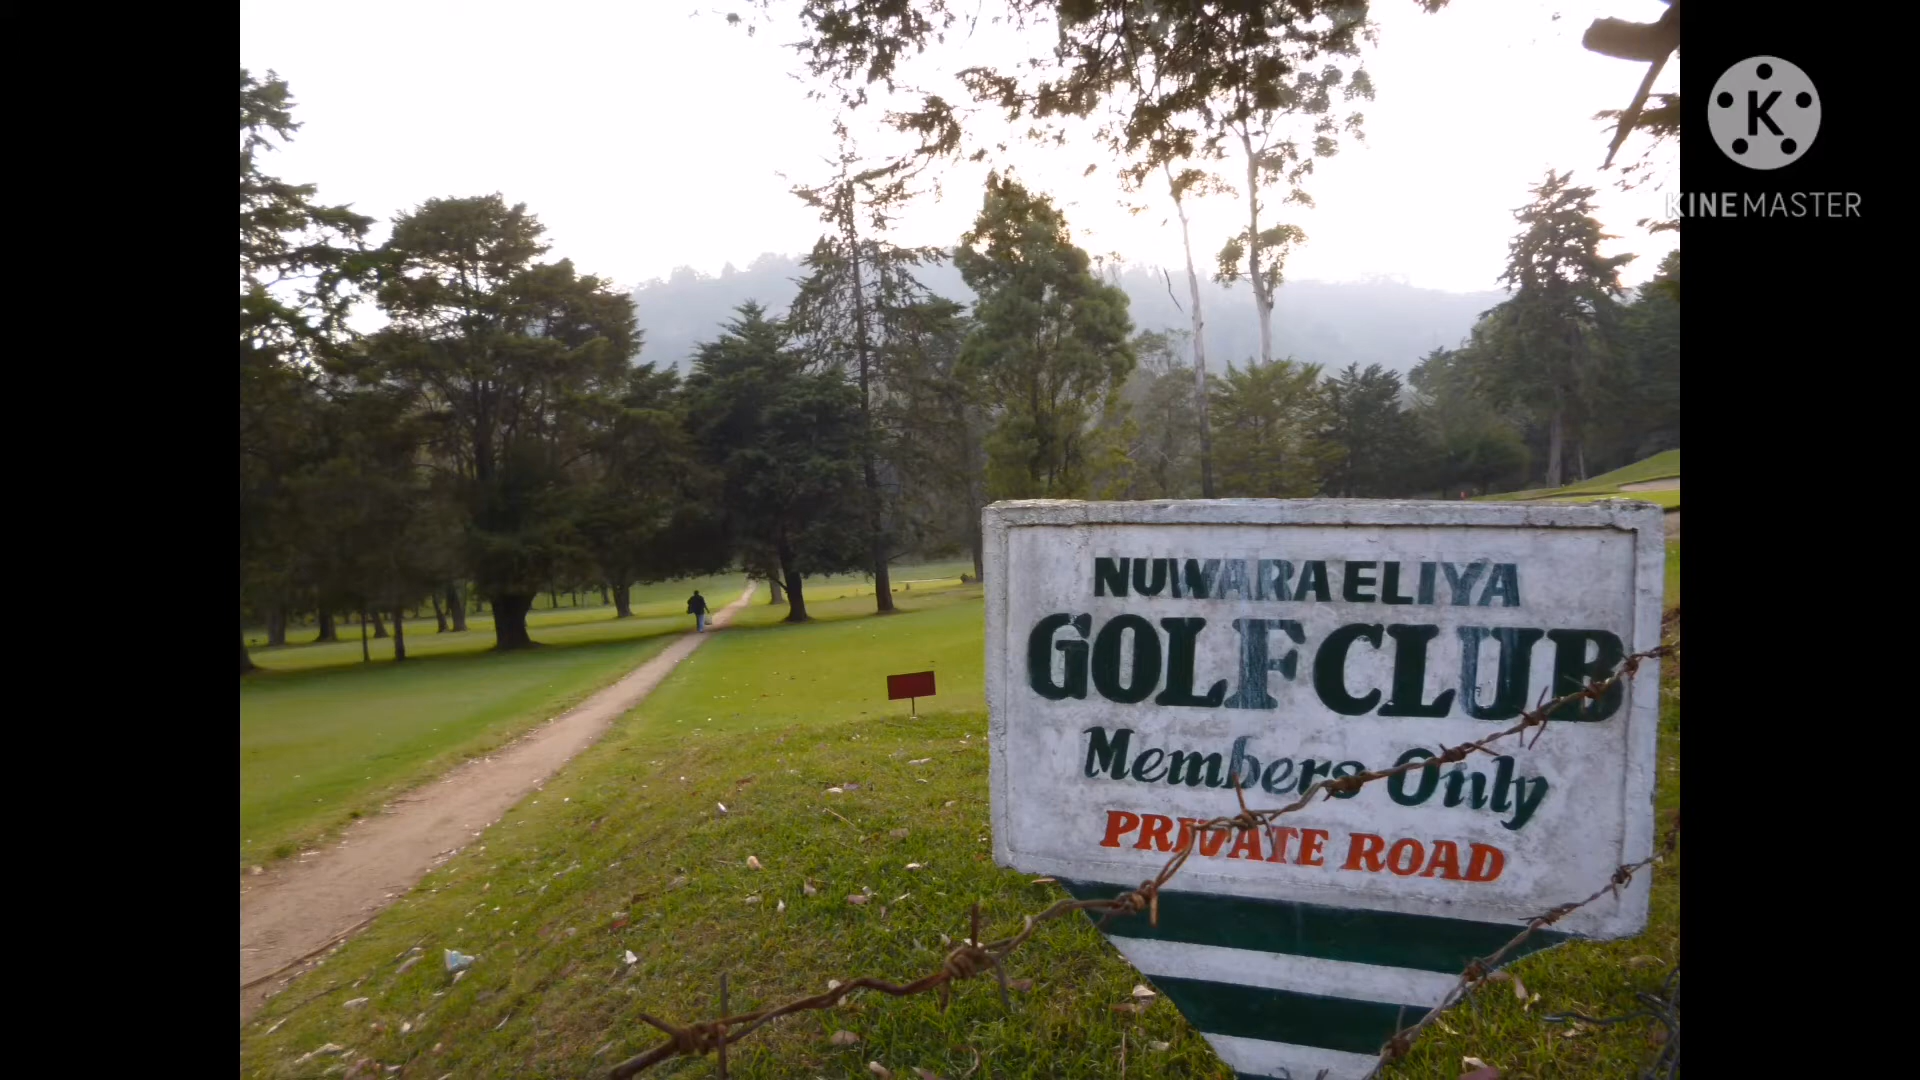 K
KINEMASTER
NUWARA ELIYA
GOLF CLUB
Members Only
PRIVATE ROAD